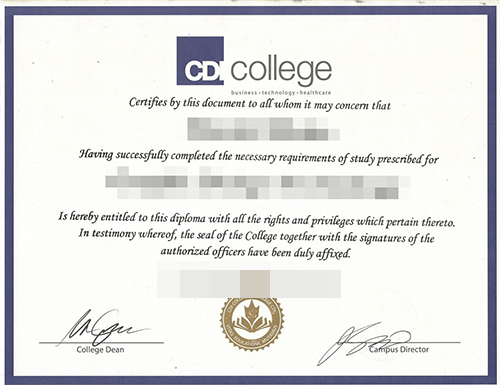 CDI college
business • technology • healthcare
Certifies by this document to all whom it may concern that
Having successfully completed the necessary requirements of study prescribed for
Is hereby entitled to this diploma with all the rights and privileges which pertain thereto.
In testimony whereof, the seal of the College together with the signatures of the
authorized officers have been duly affixed.
College Dean
Campus Director